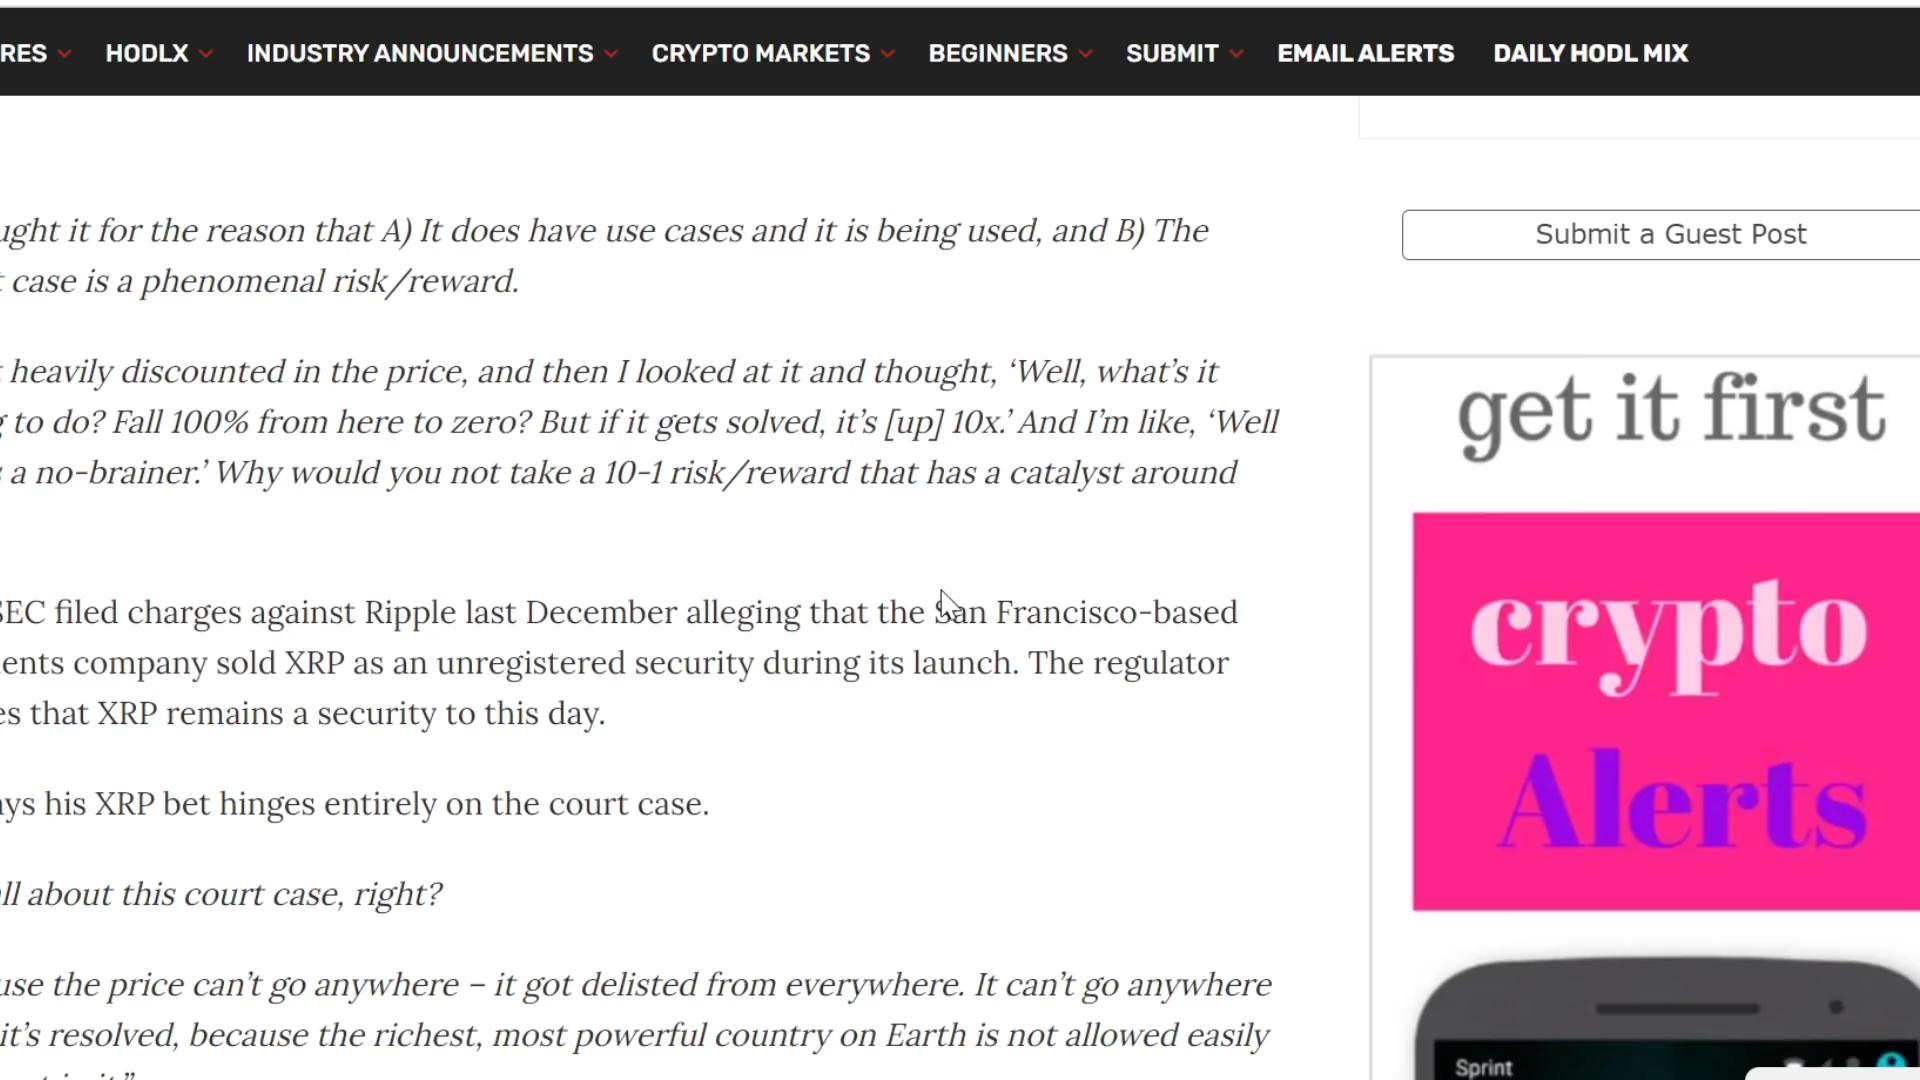 RES HODLX INDUSTRY ANNOUNCEMENTS CRYPTO MARKETS BEGINNERS SUBMIT EMAIL ALERTS DAILY HODL MIX
ught it for the reason that A) It does have use cases and it is being used, and B) The
case is a phenomenal risk/reward.
heavily discounted in the price, and then I looked at it and thought, ‘Well, what’s it
to do? Fall 100% from here to zero? But if it gets solved, it’s [up] 10x.’ And I’m like, ‘Well
a no-brainer.’ Why would you not take a 10-1 risk/reward that has a catalyst around
SEC filed charges against Ripple last December alleging that the San Francisco-based
ents company sold XRP as an unregistered security during its launch. The regulator
es that XRP remains a security to this day.
ays his XRP bet hinges entirely on the court case.
ll about this court case, right?
use the price can’t go anywhere – it got delisted from everywhere. It can’t go anywhere
it’s resolved, because the richest, most powerful country on Earth is not allowed easily
Submit a Guest Post
get it first
crypto
Alerts
Sprint